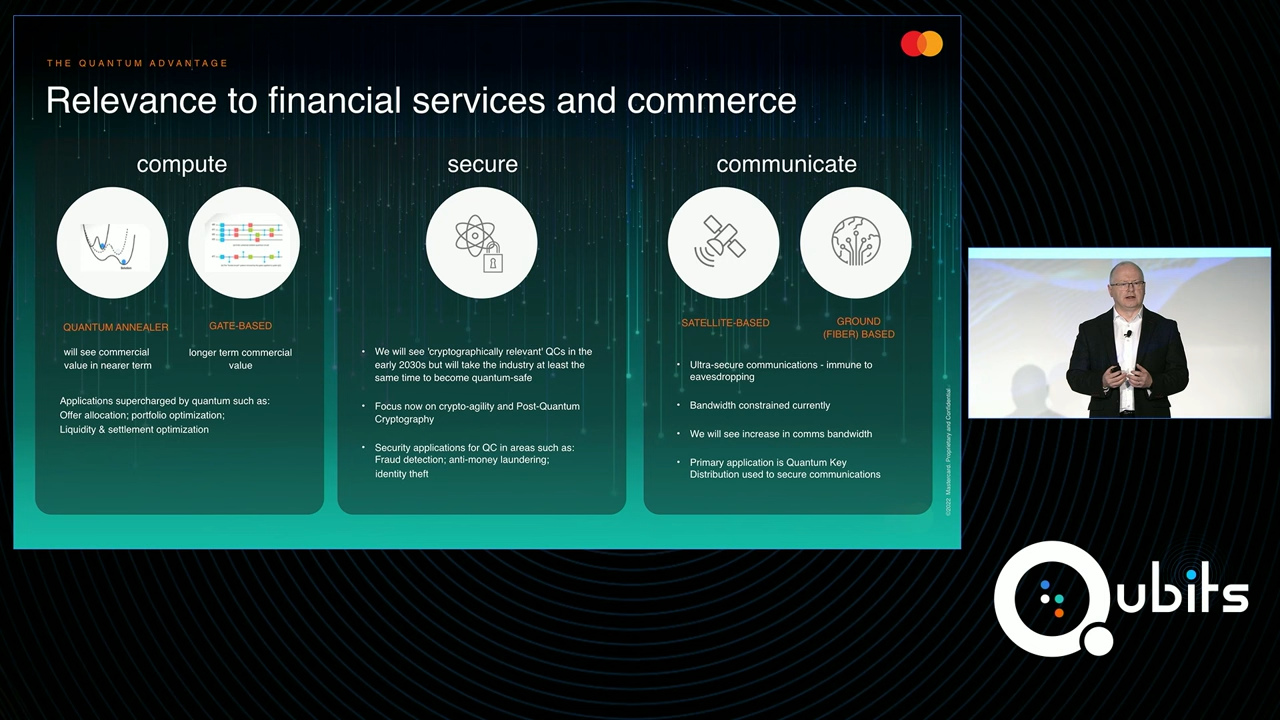 THE QUANTUM ADVANTAGE
Relevance to financial services and commerce
compute
QUANTUM ANNEALER
will see commercial
value in nearer term
GATE-BASED
longer term commercial
value
Applications supercharged by quantum such as:
Offer allocation; portfolio optimization;
Liquidity & settlement optimization
secure
• We will see 'cryptographically relevant' QCs in the
early 2030s but will take the industry at least the
same time to become quantum-safe
• Focus now on crypto-agility and Post-Quantum
Cryptography
• Security applications for QC in areas such as:
Fraud detection; anti-money laundering;
identity theft
communicate
SATELLITE-BASED
GROUND
(FIBER) BASED
• Ultra-secure communications - immune to
eavesdropping
• Bandwidth constrained currently
• We will see increase in comms bandwidth
• Primary application is Quantum Key
Distribution used to secure communications
©2022. Mastercard. Proprietary and Confidential
Qubits